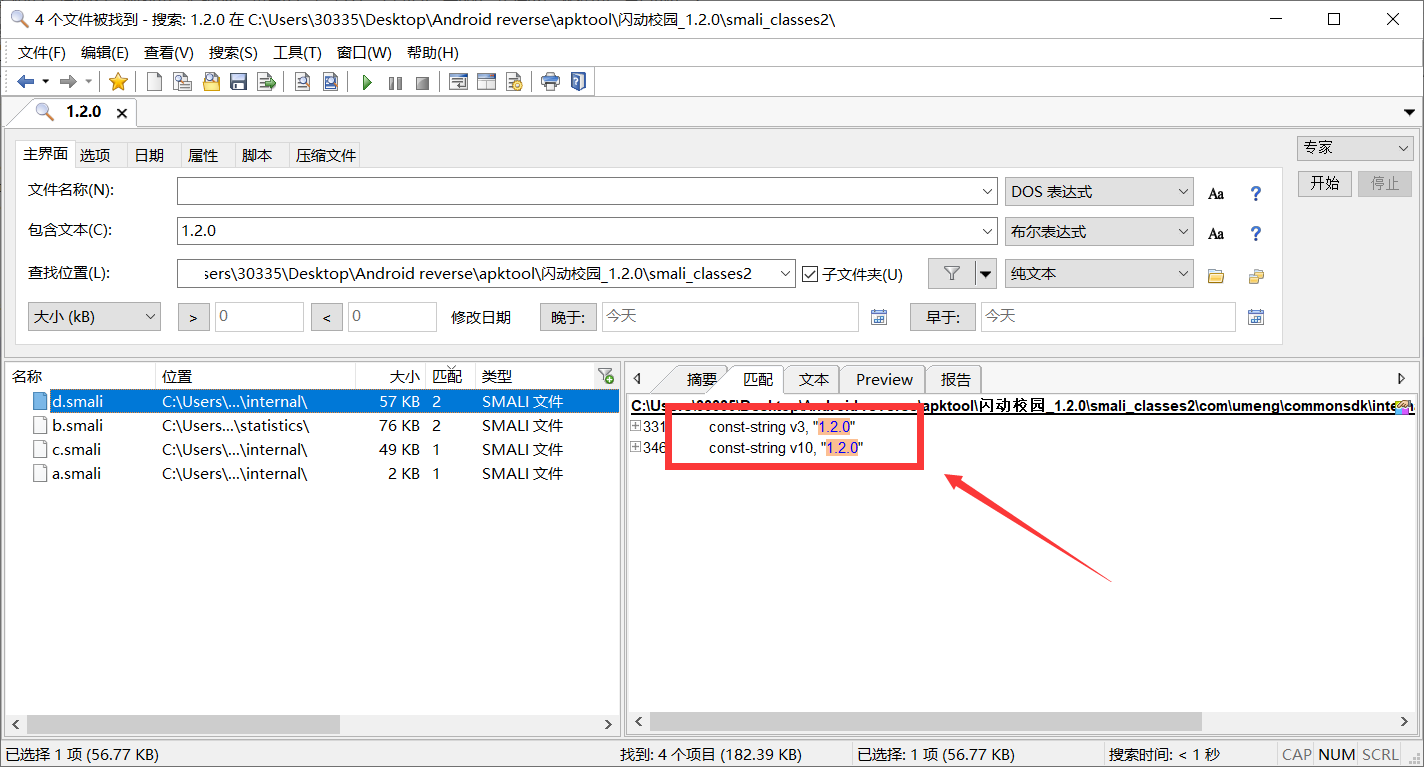 4 个文件被找到 - 搜索: 1.2.0 在 C:\Users\30335\Desktop\Android reverse\apktool\闪动校园_1.2.0\smali_classes2\
文件(F) 编辑(E) 查看(V) 搜索(S) 工具(T) 窗口(W) 帮助(H)
1.2.0
主界面 选项 日期 属性 脚本 压缩文件
专家
文件名称(N): DOS 表达式 Aa ?
开始 停止
包含文本(C): 1.2.0 布尔表达式 Aa ?
查找位置(L): sers\30335\Desktop\Android reverse\apktool\闪动校园_1.2.0\smali_classes2 子文件夹(U) 纯文本
大小 (kB) > 0 < 0 修改日期 晚于: 今天 早于: 今天
名称 位置 大小 匹配 类型
d.smali C:\Users\...\internal\ 57 KB 2 SMALI 文件
b.smali C:\Users\...\statistics\ 76 KB 2 SMALI 文件
c.smali C:\Users\...\internal\ 49 KB 1 SMALI 文件
a.smali C:\Users\...\internal\ 2 KB 1 SMALI 文件
摘要 匹配 文本 Preview 报告
C:\Users\30335\Desktop\Android reverse\apktool\闪动校园_1.2.0\smali_classes2\com\umeng\commonsdk\intern
331 const-string v3, "1.2.0"
346 const-string v10, "1.2.0"
已选择 1 项 (56.77 KB) 找到: 4 个项目 (182.39 KB) 已选择: 1 项 (56.77 KB) 搜索时间: < 1 秒 CAP NUM SCRL